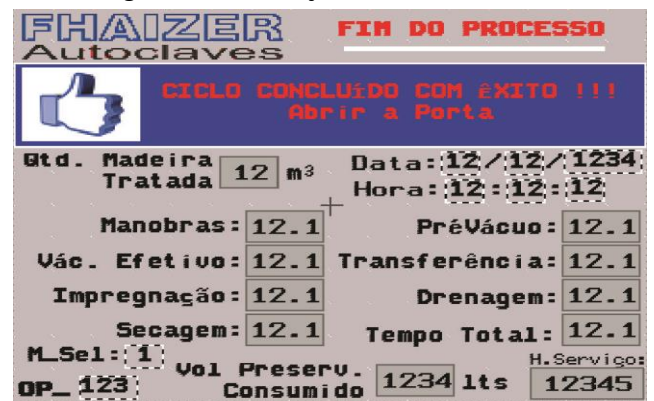 FHAIZER FIM DO PROCESSO
Autoclaves
CICLO CONCLUÍDO COM ÊXITO !!!
Abrir a Porta
Qtd. Madeira Tratada 12 m³ Data: 12/12/1234
Hora: 12:12:12
Manobras: 12.1 PréVácuo: 12.1
Vác. Efetivo: 12.1 Transferência: 12.1
Impregnação: 12.1 Drenagem: 12.1
Secagem: 12.1 Tempo Total: 12.1
M_Sel: 1 H.Serviço:
OP_ 123 Vol Preserv. Consumido 1234 lts 12345